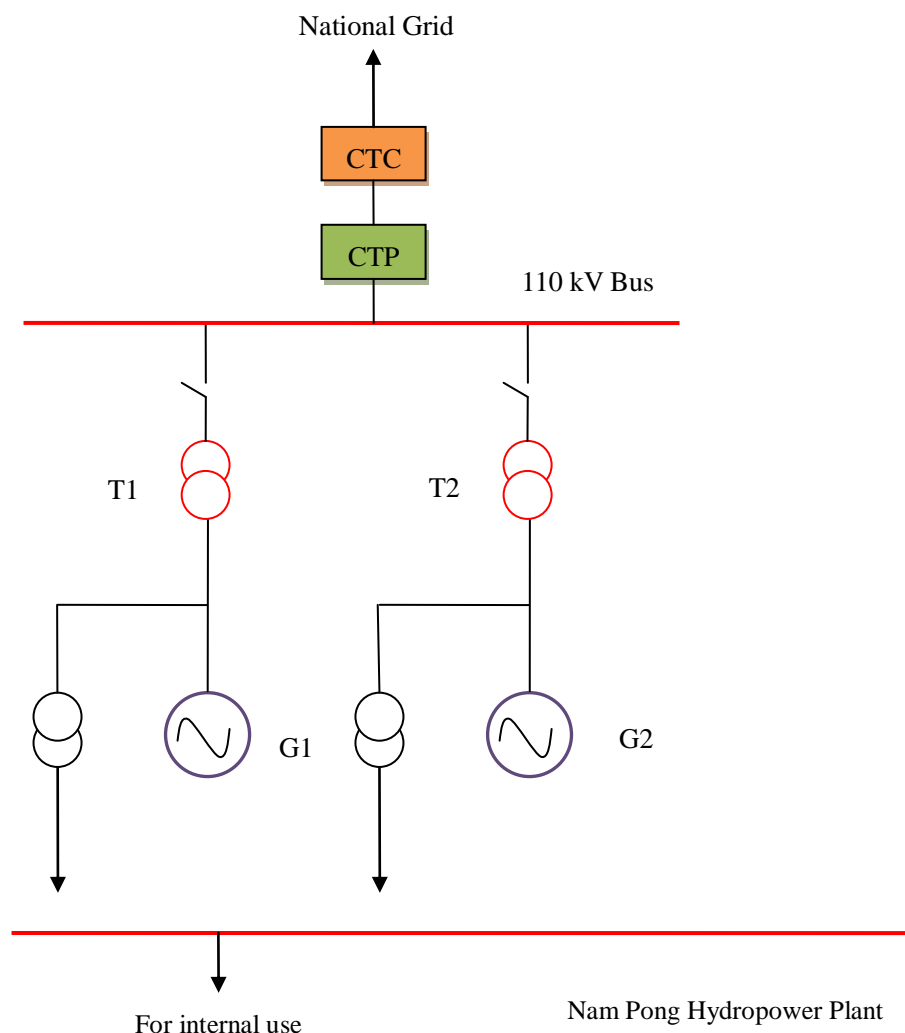 National Grid
CTC
CTP
110 kV Bus
T1
T2
G1
G2
For internal use
Nam Pong Hydropower Plant